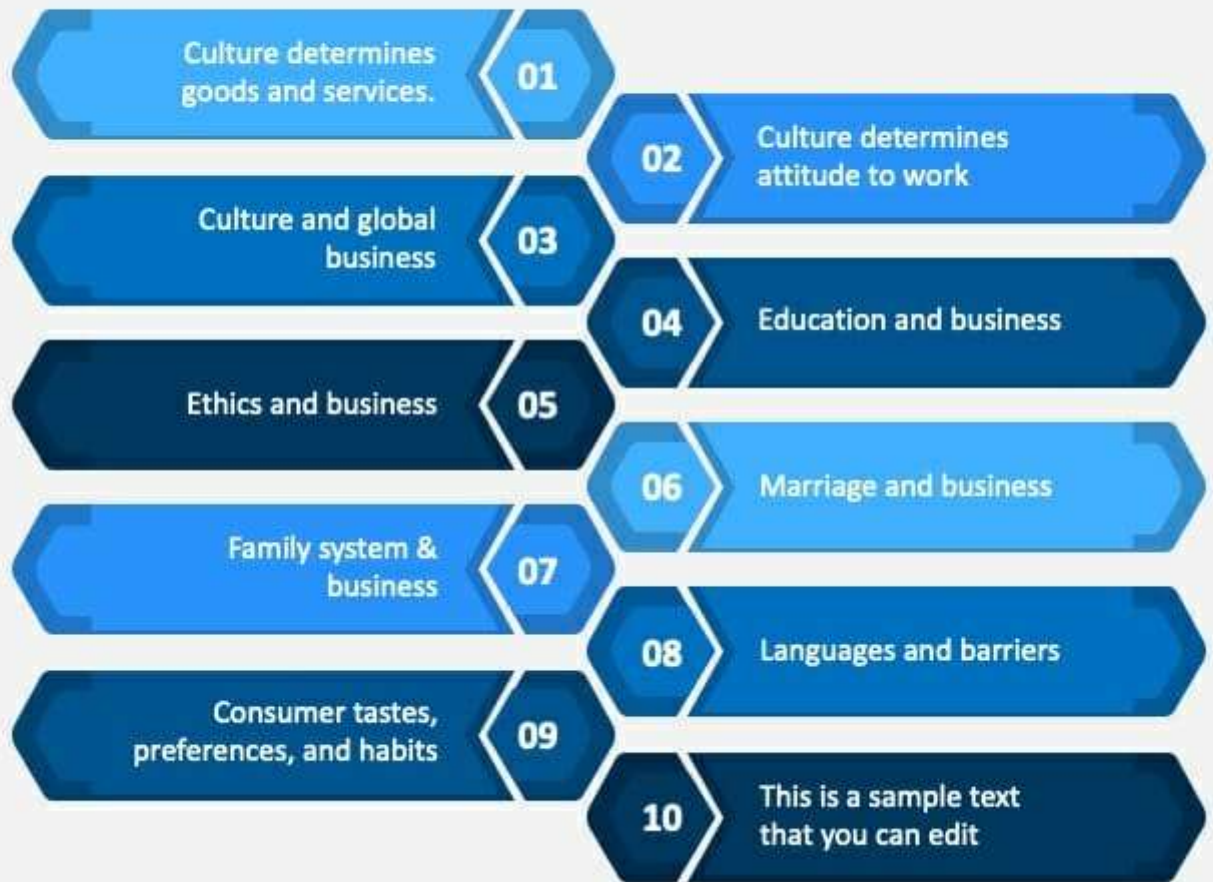 Culture determines
goods and services.
01
02
Culture determines
attitude to work
Culture and global
business
03
04
Education and business
Ethics and business
05
06
Marriage and business
Family system &
business
07
08
Languages and barriers
Consumer tastes,
preferences, and habits
09
10
This is a sample text
that you can edit